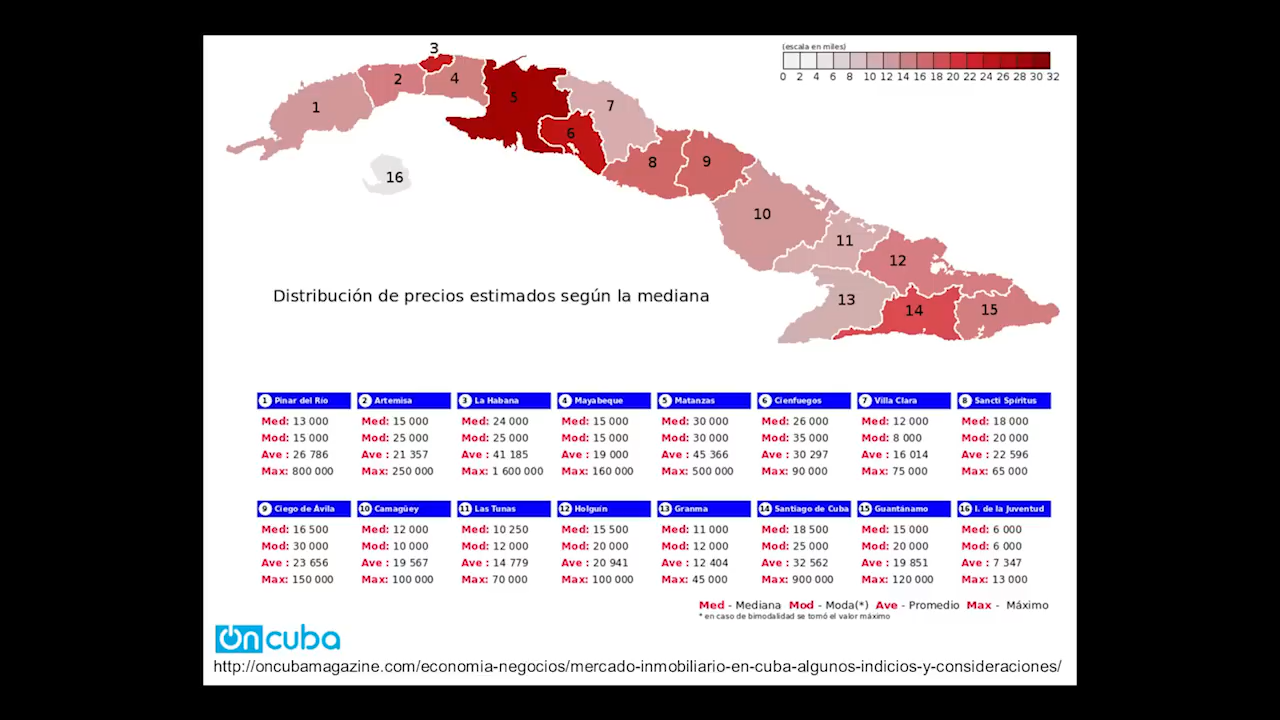 (escala en miles)
0 2 4 6 8 10 12 14 16 18 20 22 24 26 28 30 32
3
2
4
1
5
7
6
16
8
9
10
11
12
13
14
15
Distribución de precios estimados según la mediana
1 Pinar del Río
Med: 13 000
Mod: 15 000
Ave : 26 786
Max: 800 000
2 Artemisa
Med: 15 000
Mod: 25 000
Ave : 21 357
Max: 250 000
3 La Habana
Med: 24 000
Mod: 25 000
Ave : 41 185
Max: 1 600 000
4 Mayabeque
Med: 15 000
Mod: 15 000
Ave : 19 000
Max: 160 000
5 Matanzas
Med: 30 000
Mod: 30 000
Ave : 45 366
Max: 500 000
6 Cienfuegos
Med: 26 000
Mod: 35 000
Ave : 30 297
Max: 90 000
7 Villa Clara
Med: 12 000
Mod: 8 000
Ave : 16 014
Max: 75 000
8 Sancti Spíritus
Med: 18 000
Mod: 20 000
Ave : 22 596
Max: 65 000
9 Ciego de Ávila
Med: 16 500
Mod: 30 000
Ave : 23 656
Max: 150 000
10 Camagüey
Med: 12 000
Mod: 10 000
Ave : 19 567
Max: 100 000
11 Las Tunas
Med: 10 250
Mod: 12 000
Ave : 14 779
Max: 70 000
12 Holguín
Med: 15 500
Mod: 20 000
Ave : 20 941
Max: 100 000
13 Granma
Med: 11 000
Mod: 12 000
Ave : 12 404
Max: 45 000
14 Santiago de Cuba
Med: 18 500
Mod: 25 000
Ave : 32 562
Max: 900 000
15 Guantánamo
Med: 15 000
Mod: 20 000
Ave : 19 851
Max: 120 000
16 I. de la Juventud
Med: 6 000
Mod: 6 000
Ave : 7 347
Max: 13 000
Med - Mediana Mod - Moda(*) Ave - Promedio Max - Máximo
* en caso de bimodalidad se tomó el valor máximo
on cuba
http://oncubamagazine.com/economia-negocios/mercado-inmobiliario-en-cuba-algunos-indicios-y-consideraciones/